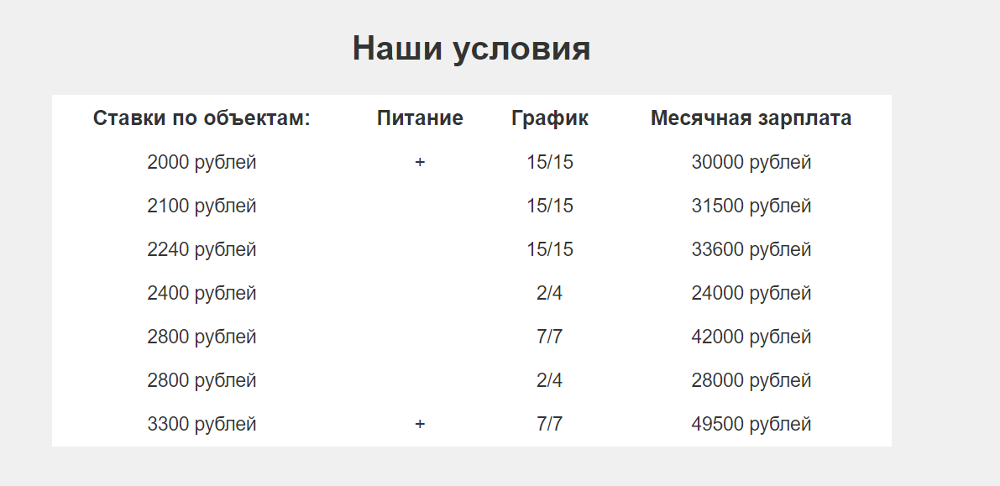 Наши условия
Ставки по объектам: Питание График Месячная зарплата
2000 рублей + 15/15 30000 рублей
2100 рублей 15/15 31500 рублей
2240 рублей 15/15 33600 рублей
2400 рублей 2/4 24000 рублей
2800 рублей 7/7 42000 рублей
2800 рублей 2/4 28000 рублей
3300 рублей + 7/7 49500 рублей